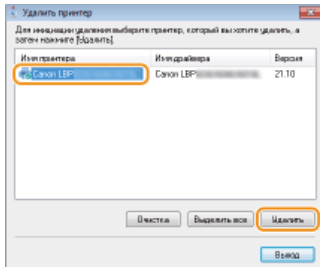 Удалить принтер
Для инициации удаления выберите принтер, который вы хотите удалить, а
затем нажмите [Удалить].
Имя принтера Имя драйвера Версия
Canon LBP Canon LBP 21.10
Очистка Выделить все Удалить
Выход